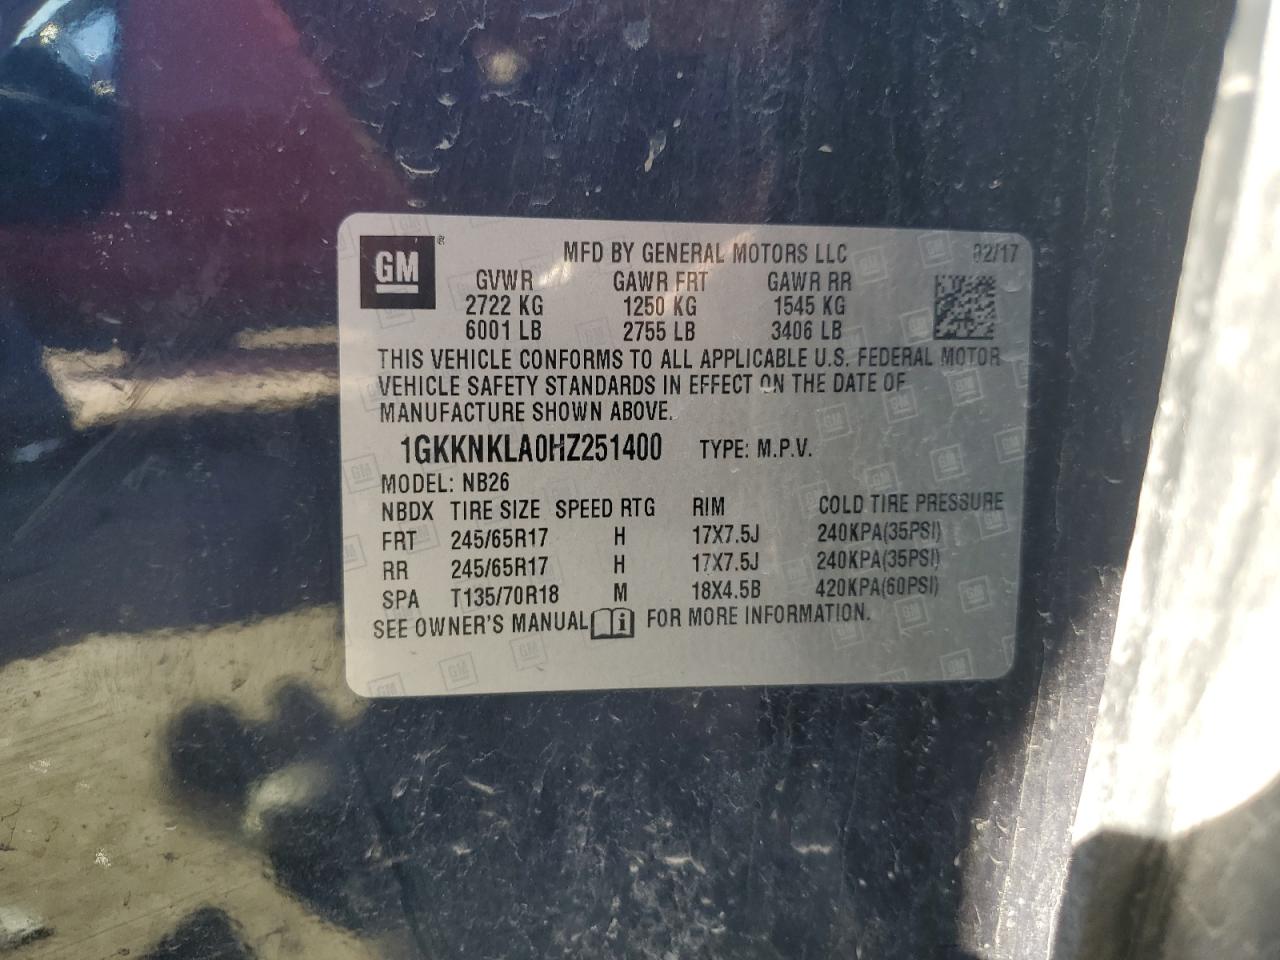 GM ® MFD BY GENERAL MOTORS LLC 02/17
GVWR GAWR FRT GAWR RR
2722 KG 1250 KG 1545 KG
6001 LB 2755 LB 3406 LB
THIS VEHICLE CONFORMS TO ALL APPLICABLE U.S. FEDERAL MOTOR
VEHICLE SAFETY STANDARDS IN EFFECT ON THE DATE OF
MANUFACTURE SHOWN ABOVE.
1GKKNKLA0HZ251400 TYPE: M.P.V.
MODEL: NB26
NBDX TIRE SIZE SPEED RTG RIM COLD TIRE PRESSURE
FRT 245/65R17 H 17X7.5J 240KPA(35PSI)
RR 245/65R17 H 17X7.5J 240KPA(35PSI)
SPA T135/70R18 M 18X4.5B 420KPA(60PSI)
SEE OWNER'S MANUAL i FOR MORE INFORMATION.